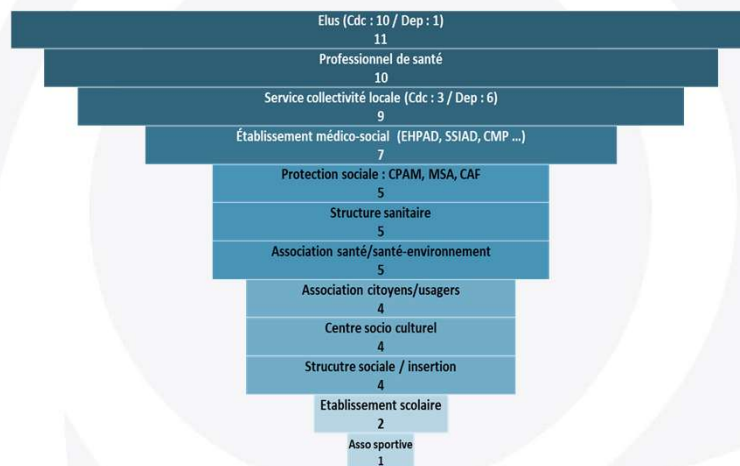 Elus (Cdc : 10 / Dep : 1)
11
Professionnel de santé
10
Service collectivité locale (Cdc : 3 / Dep : 6)
9
Établissement médico-social (EHPAD, SSIAD, CMP ...)
7
Protection sociale : CPAM, MSA, CAF
5
Structure sanitaire
5
Association santé/santé-environnement
5
Association citoyens/usagers
4
Centre socio culturel
4
Strucutre sociale / insertion
4
Etablissement scolaire
2
Asso sportive
1